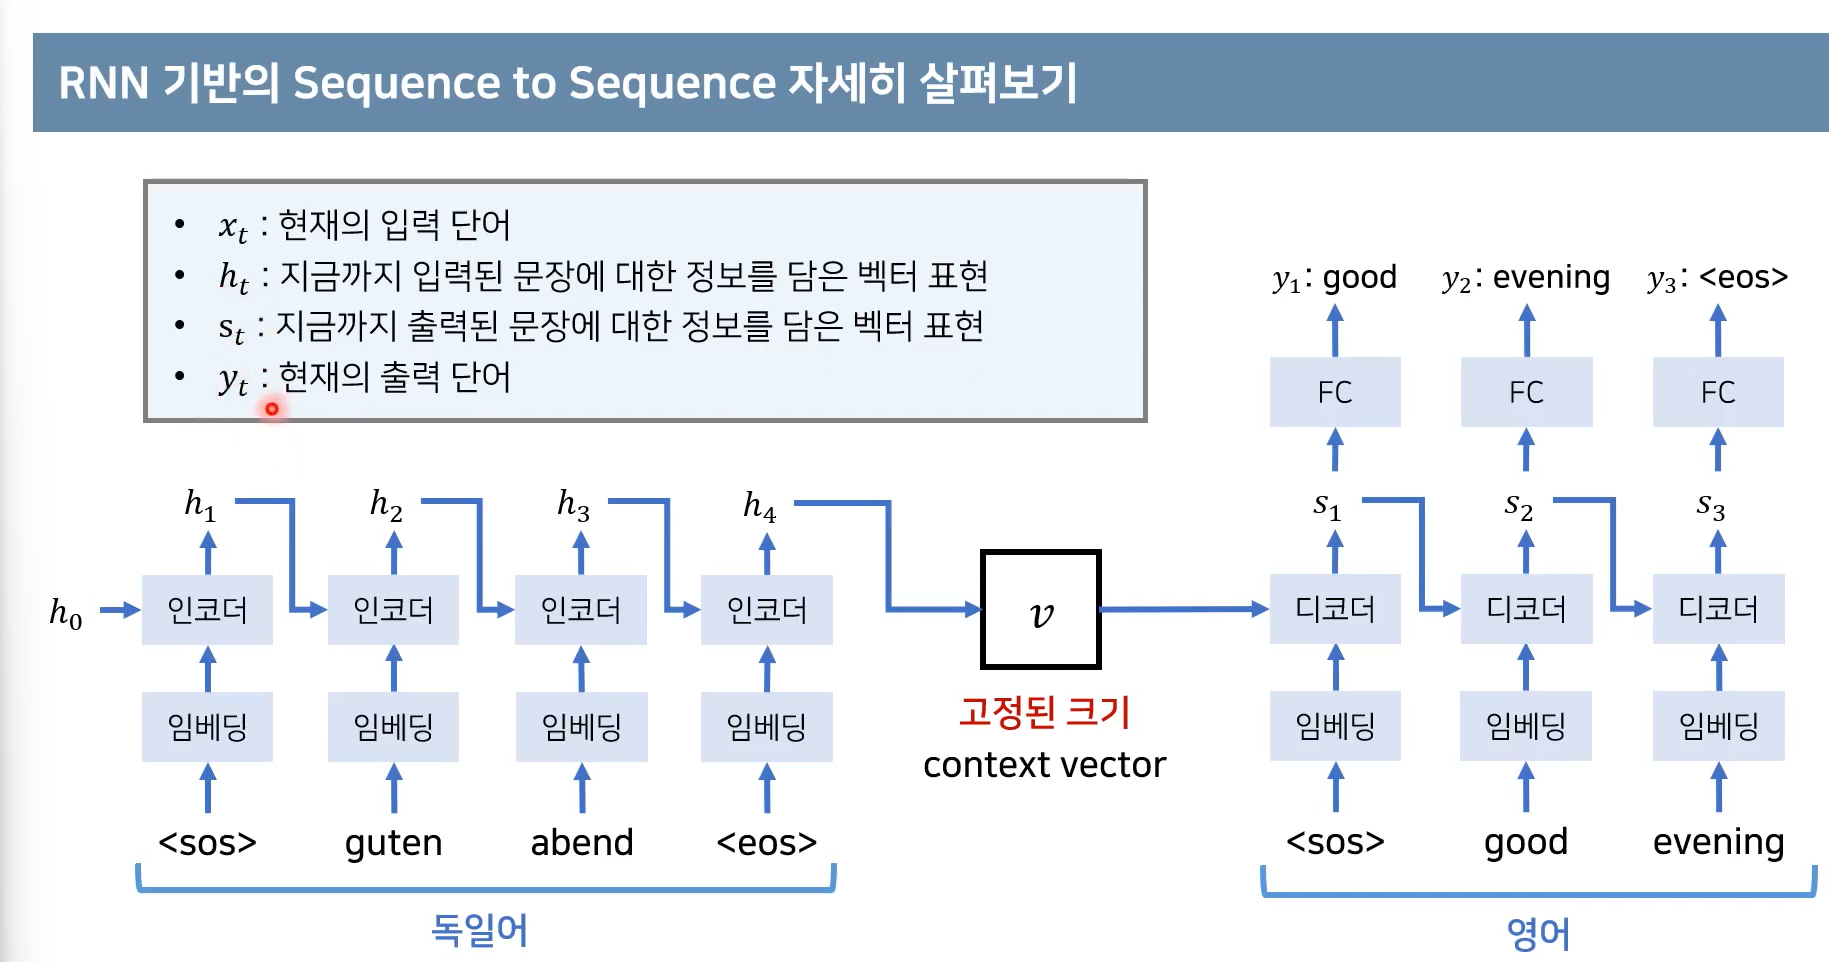 RNN 기반의 Sequence to Sequence 자세히 살펴보기
• x_t : 현재의 입력 단어
• h_t : 지금까지 입력된 문장에 대한 정보를 담은 벡터 표현
• s_t : 지금까지 출력된 문장에 대한 정보를 담은 벡터 표현
• y_t : 현재의 출력 단어
y_1: good y_2: evening y_3: <eos>
FC FC FC
h_1 h_2 h_3 h_4 s_1 s_2 s_3
h_0 인코더 인코더 인코더 인코더 v 디코더 디코더 디코더
고정된 크기
임베딩 임베딩 임베딩 임베딩 임베딩 임베딩 임베딩
context vector
<sos> guten abend <eos> <sos> good evening
독일어 영어